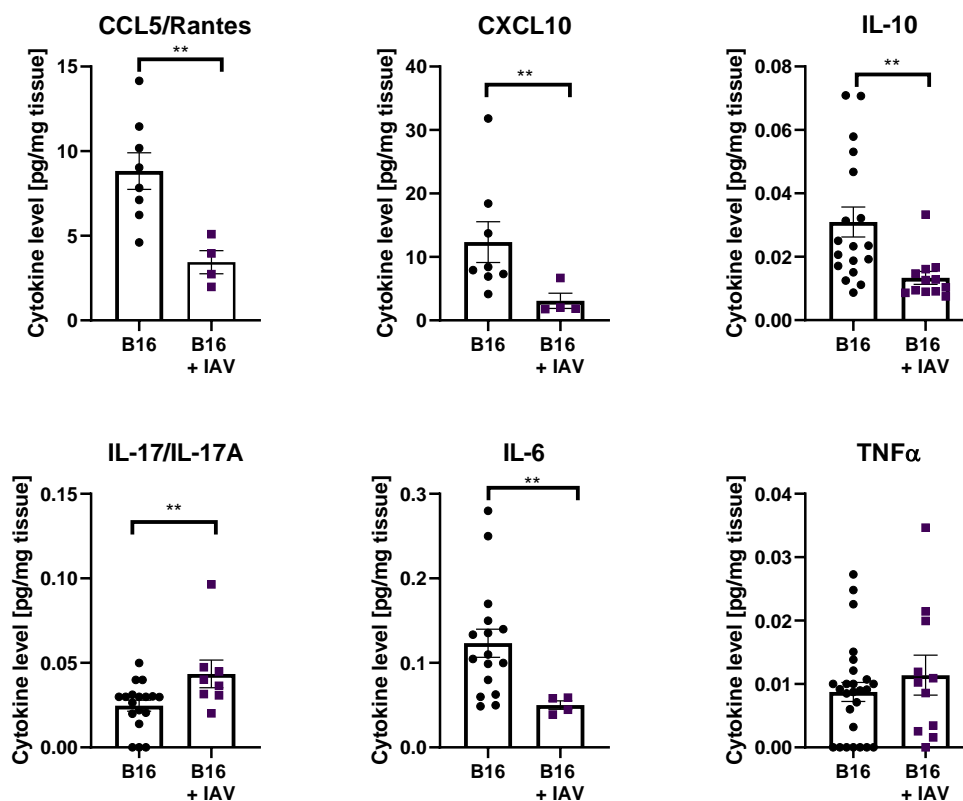 CCL5/Rantes
**
Cytokine level [pg/mg tissue]
15
10
5
0
B16
B16
+ IAV
CXCL10
**
Cytokine level [pg/mg tissue]
40
30
20
10
0
B16
B16
+ IAV
IL-10
**
Cytokine level [pg/mg tissue]
0.08
0.06
0.04
0.02
0.00
B16
B16
+ IAV
IL-17/IL-17A
**
Cytokine level [pg/mg tissue]
0.15
0.10
0.05
0.00
B16
B16
+ IAV
IL-6
**
Cytokine level [pg/mg tissue]
0.3
0.2
0.1
0.0
B16
B16
+ IAV
TNFα
Cytokine level [pg/mg tissue]
0.04
0.03
0.02
0.01
0.00
B16
B16
+ IAV